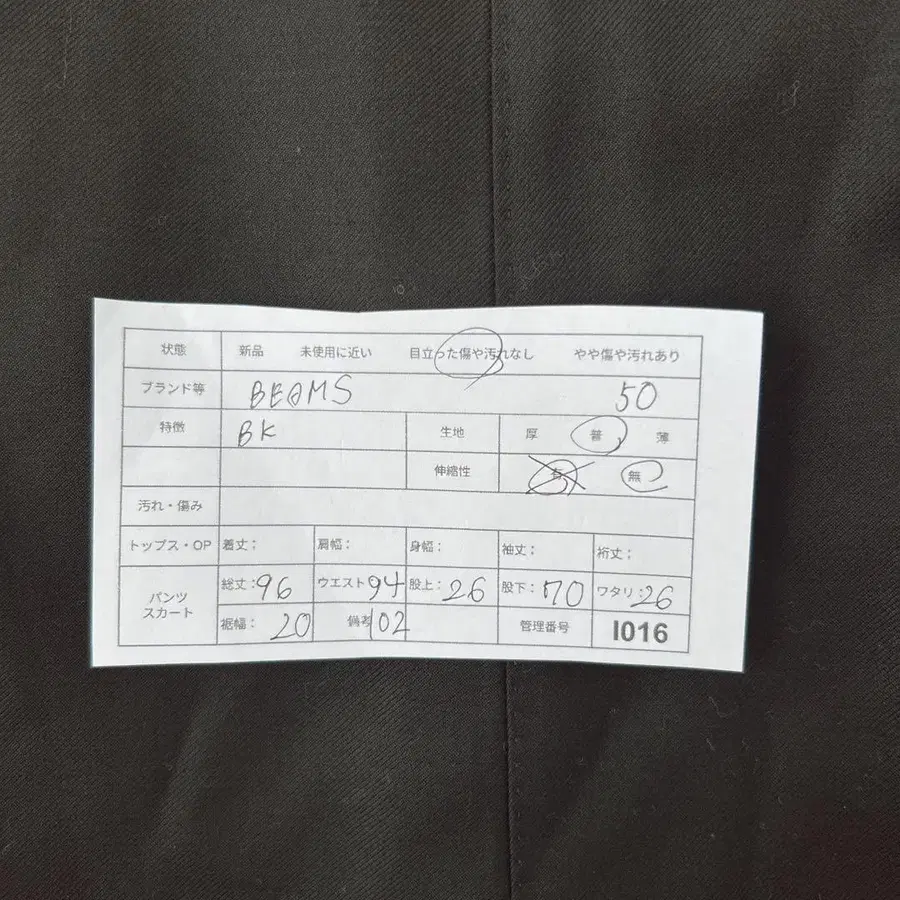 状態 新品 未使用に近い 目立った傷や汚れなし やや傷や汚れあり
ブランド等 BEAMS 50
特徴 BK 生地 厚 普 薄
伸縮性 有 無
汚れ・傷み
トップス・OP 着丈; 肩幅: 身幅: 袖丈; 裄丈:
パンツ スカート 総丈:96 ウエスト94 股上:26 股下:70 ワタリ:26
裾幅: 20 備考102 管理番号 I016